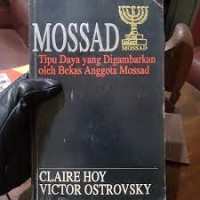 MOSSAD
MOSSAD
Tipu Daya yang Digambarkan
oleh Bekas Anggota Mossad
CLAIRE HOY
VICTOR OSTROVSKY